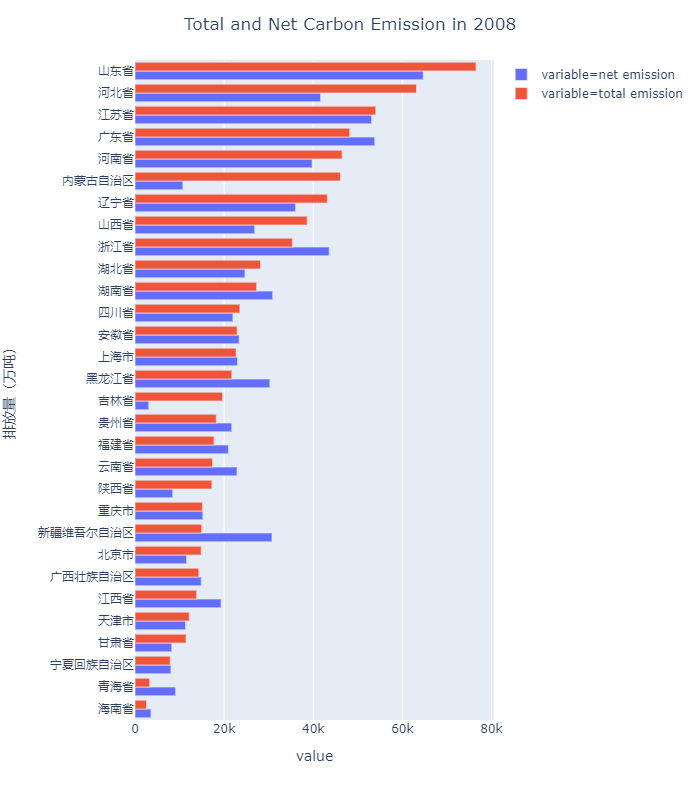 Total and Net Carbon Emission in 2008
variable=net emission
variable=total emission
排放量 (万吨)
山东省
河北省
江苏省
广东省
河南省
内蒙古自治区
辽宁省
山西省
浙江省
湖北省
湖南省
四川省
安徽省
上海市
黑龙江省
吉林省
贵州省
福建省
云南省
陕西省
重庆市
新疆维吾尔自治区
北京市
广西壮族自治区
江西省
天津市
甘肃省
宁夏回族自治区
青海省
海南省
0 20k 40k 60k 80k
value